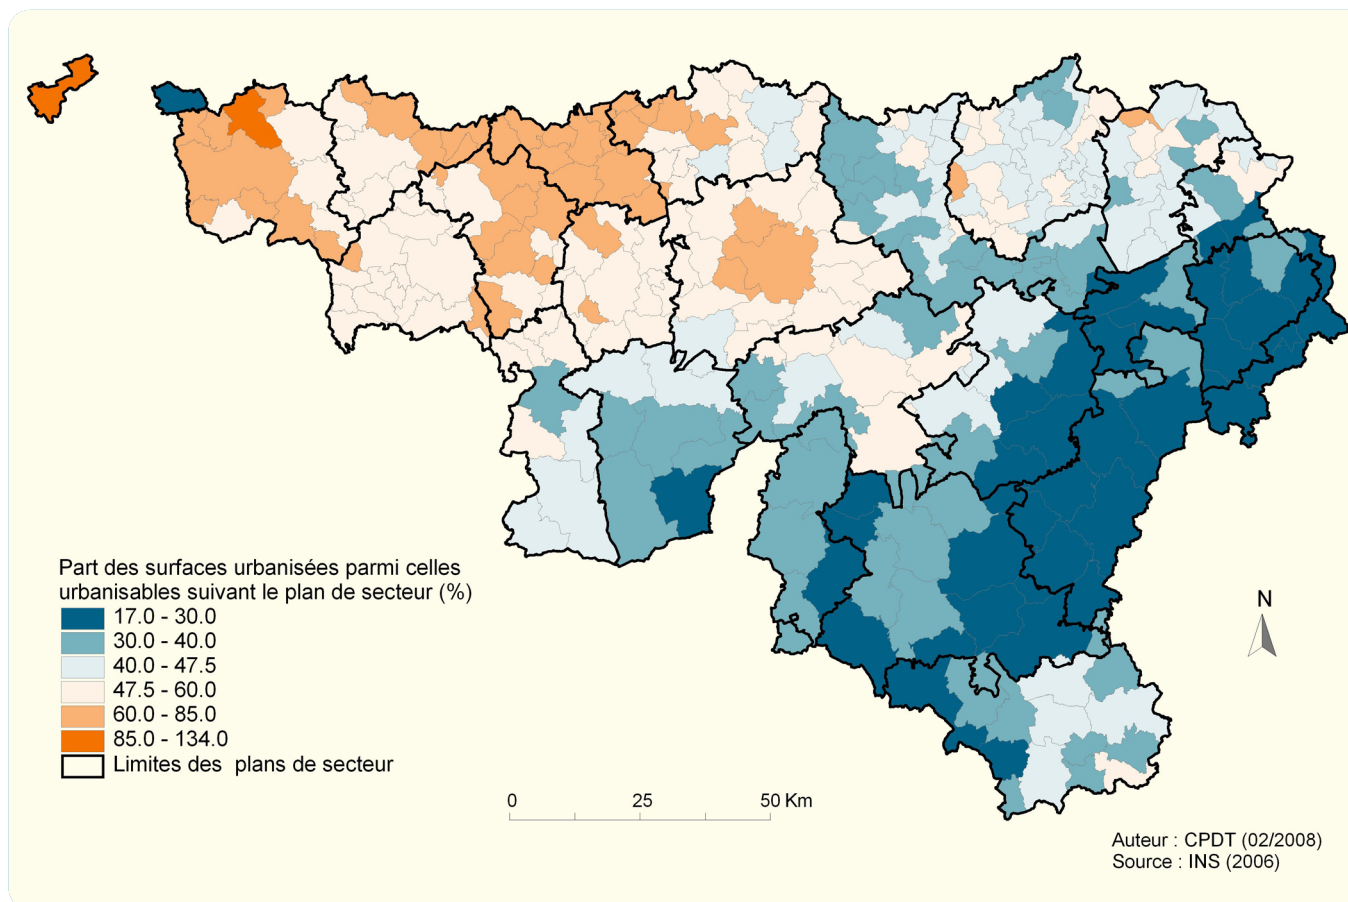 Part des surfaces urbanisées parmi celles
urbanisables suivant le plan de secteur (%)
17.0 - 30.0
30.0 - 40.0
40.0 - 47.5
47.5 - 60.0
60.0 - 85.0
85.0 - 134.0
Limites des plans de secteur
N
0 25 50 Km
Auteur : CPDT (02/2008)
Source : INS (2006)